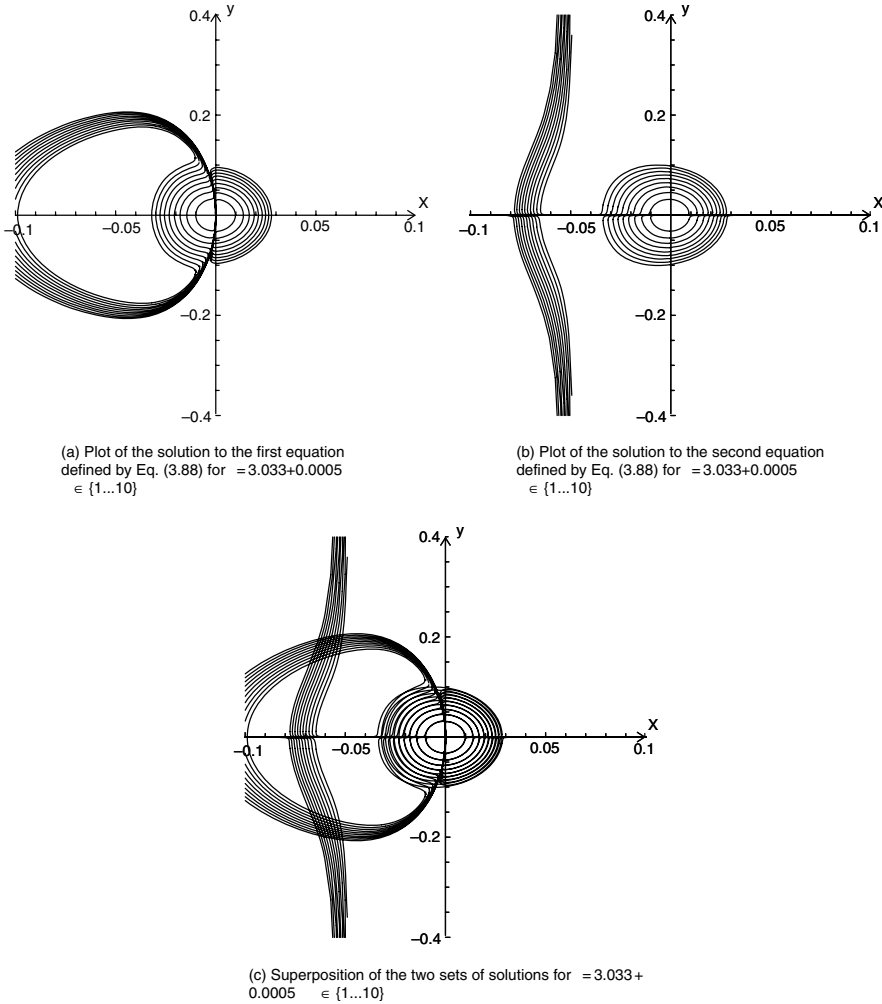 y
0.4
0.2
X
−0.1
−0.05
0.05
0.1
−0.2
−0.4
(a) Plot of the solution to the first equation
defined by Eq. (3.88) for = 3.033+0.0005
∈ {1...10}
y
0.4
0.2
X
−0.1
−0.05
0.05
0.1
−0.2
−0.4
(b) Plot of the solution to the second equation
defined by Eq. (3.88) for = 3.033+0.0005
∈ {1...10}
y
0.4
0.2
X
−0.1
−0.05
0.05
0.1
−0.2
−0.4
(c) Superposition of the two sets of solutions for = 3.033 +
0.0005 ∈ {1...10}